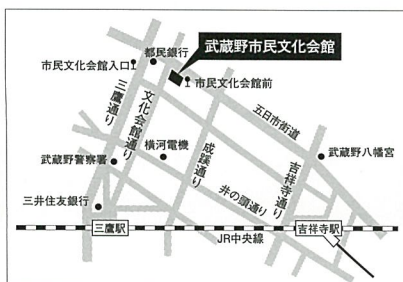 武蔵野市民文化会館
都民銀行
市民文化会館入口
市民文化会館前
三鷹通り
文化会館通り
五日市街道
武蔵野警察署
横河電機
成蹊通り
吉祥寺通り
武蔵野八幡宮
井の頭通り
三井住友銀行
三鷹駅
JR中央線
吉祥寺駅